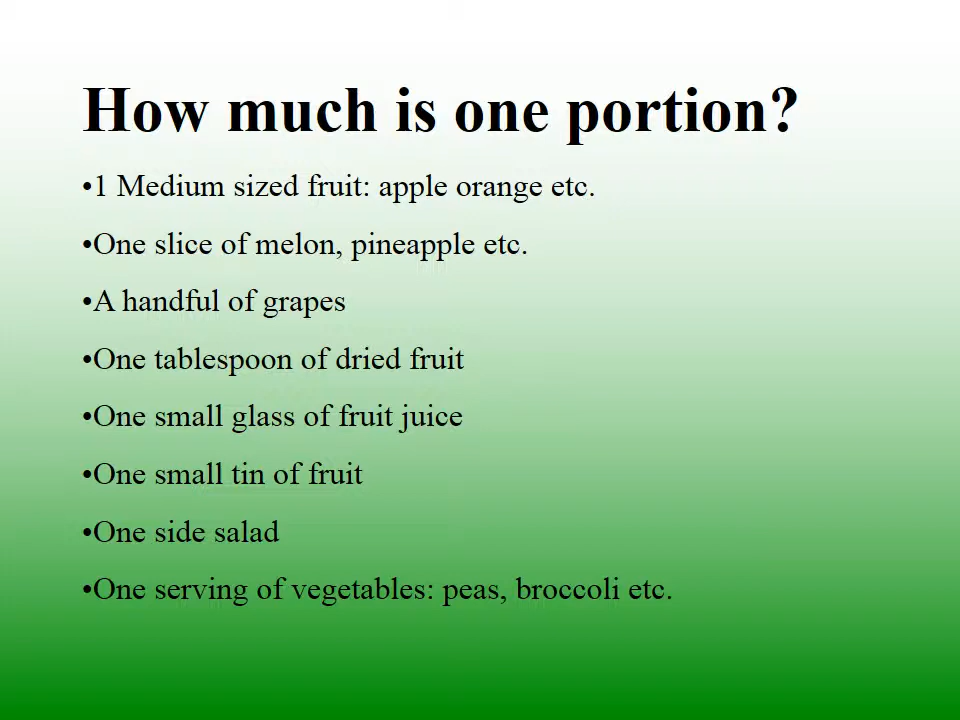 How much is one portion?
•1 Medium sized fruit: apple orange etc.
•One slice of melon, pineapple etc.
•A handful of grapes
•One tablespoon of dried fruit
•One small glass of fruit juice
•One small tin of fruit
•One side salad
•One serving of vegetables: peas, broccoli etc.